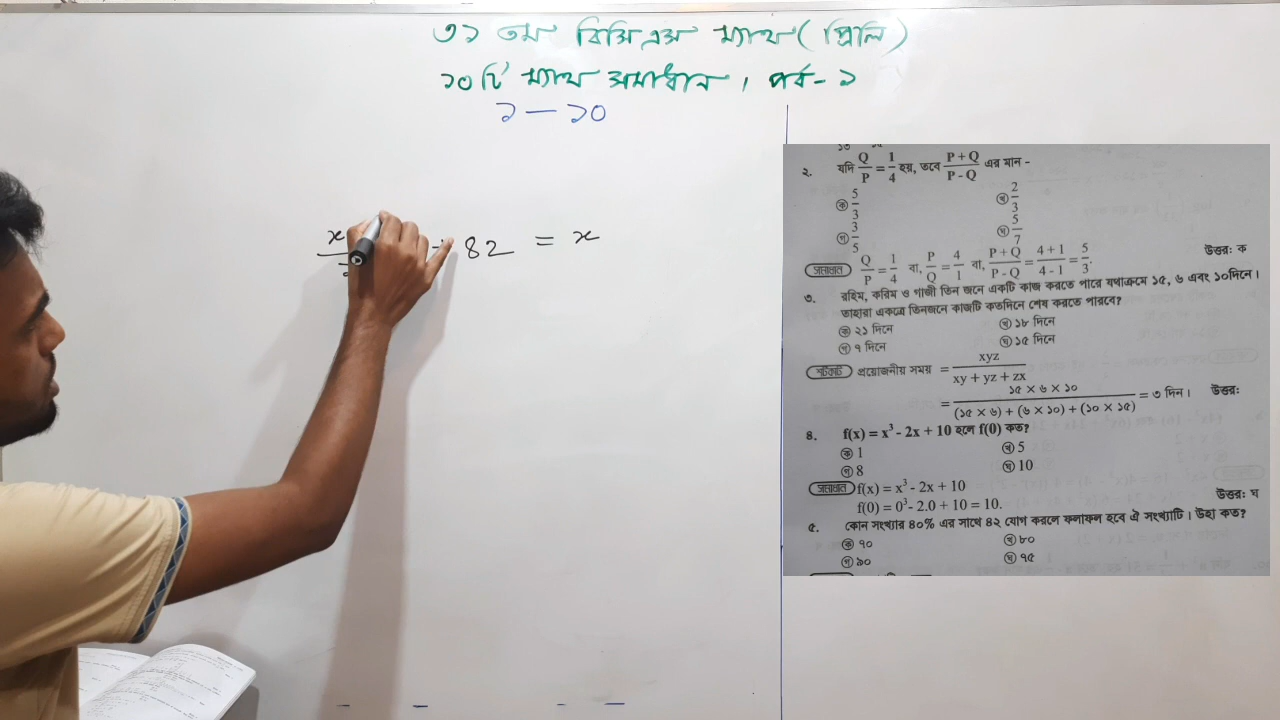 ৩১ তম বিসিএস ম্যাথ ( প্রিলি )
১০টি ম্যাথ সমাধান । পর্ব - ১
১ — ১০
x + ৪২ = x
২. যদি Q/P = 1/4 হয়, তবে P + Q/P - Q এর মান -
ক 5/3 খ 2/3
গ 3/5 ঘ 5/7
উত্তর: ক
সমাধান Q/P = 1/4 বা, P/Q = 4/1 বা, P + Q/P - Q = 4 + 1/4 - 1 = 5/3.
৩. রহিম, করিম ও গাজী তিন জনে একটি কাজ করতে পারে যথাক্রমে ১৫, ৬ এবং ১০দিনে।
তাহারা একত্রে তিনজনে কাজটি কতদিনে শেষ করতে পারবে?
ক ২১ দিনে খ ১৮ দিনে
গ ৭ দিনে ঘ ১৫ দিনে
শর্টকাট প্রয়োজনীয় সময় = xyz/xy + yz + zx
= ১৫ × ৬ × ১০/(১৫ × ৬) + (৬ × ১০) + (১০ × ১৫) = ৩ দিন। উত্তর:
৪. f(x) = x³ - 2x + 10 হলে f(0) কত?
ক 1 খ 5
গ 8 ঘ 10
সমাধান f(x) = x³ - 2x + 10
f(0) = 0³ - 2.0 + 10 = 10. উত্তর: ঘ
৫. কোন সংখ্যার ৪০% এর সাথে ৪২ যোগ করলে ফলাফল হবে ঐ সংখ্যাটি। উহা কত?
ক ৭০ খ ৮০
গ ৯০ ঘ ৭৫